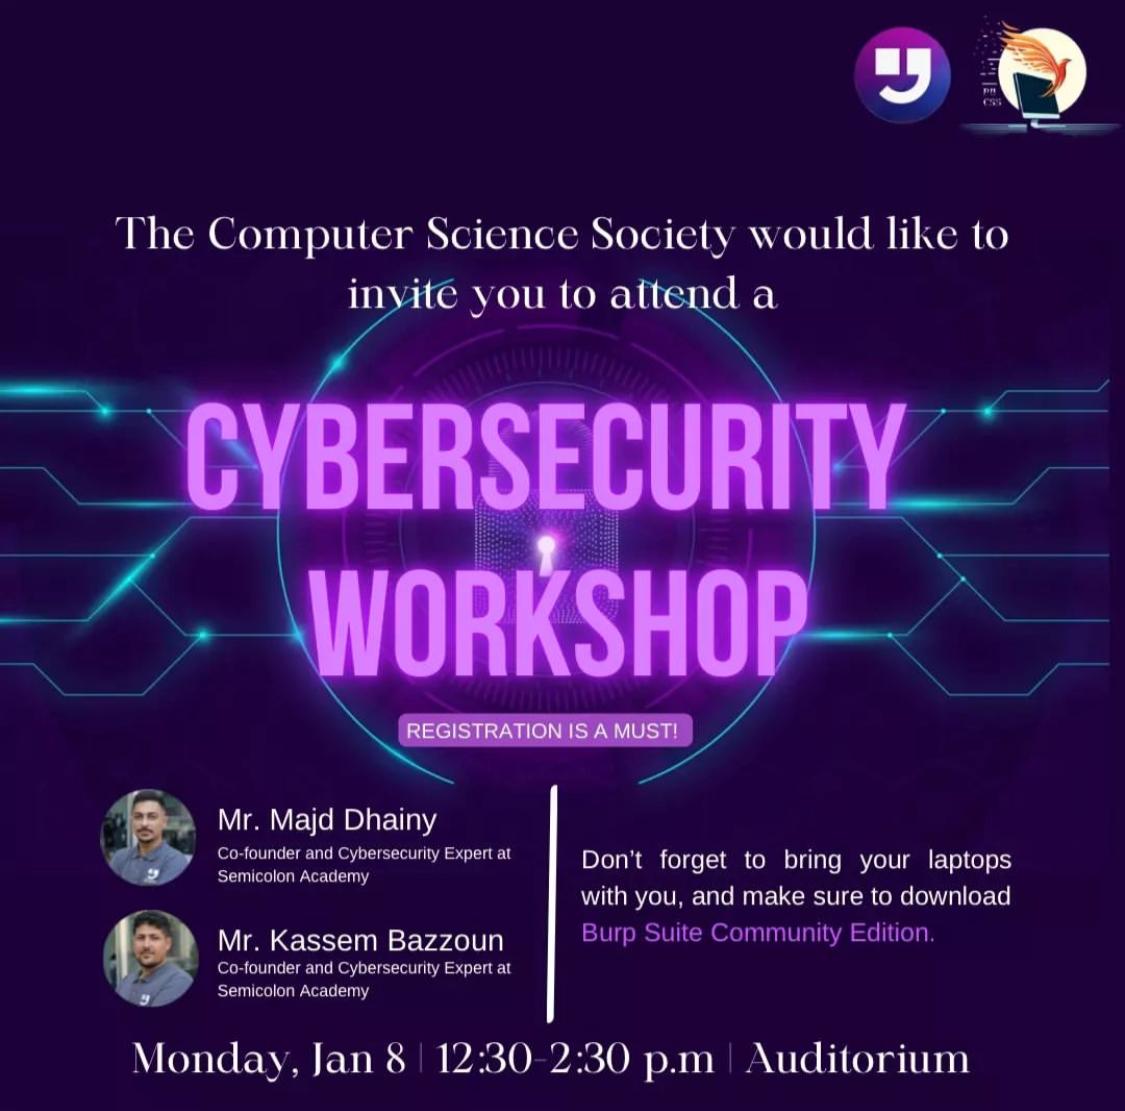 RH
CSS
The Computer Science Society would like to
invite you to attend a
CYBERSECURITY
WORKSHOP
REGISTRATION IS A MUST!
Mr. Majd Dhainy
Co-founder and Cybersecurity Expert at
Semicolon Academy
Mr. Kassem Bazzoun
Co-founder and Cybersecurity Expert at
Semicolon Academy
Don't forget to bring your laptops
with you, and make sure to download
Burp Suite Community Edition.
Monday, Jan 8 | 12:30-2:30 p.m | Auditorium